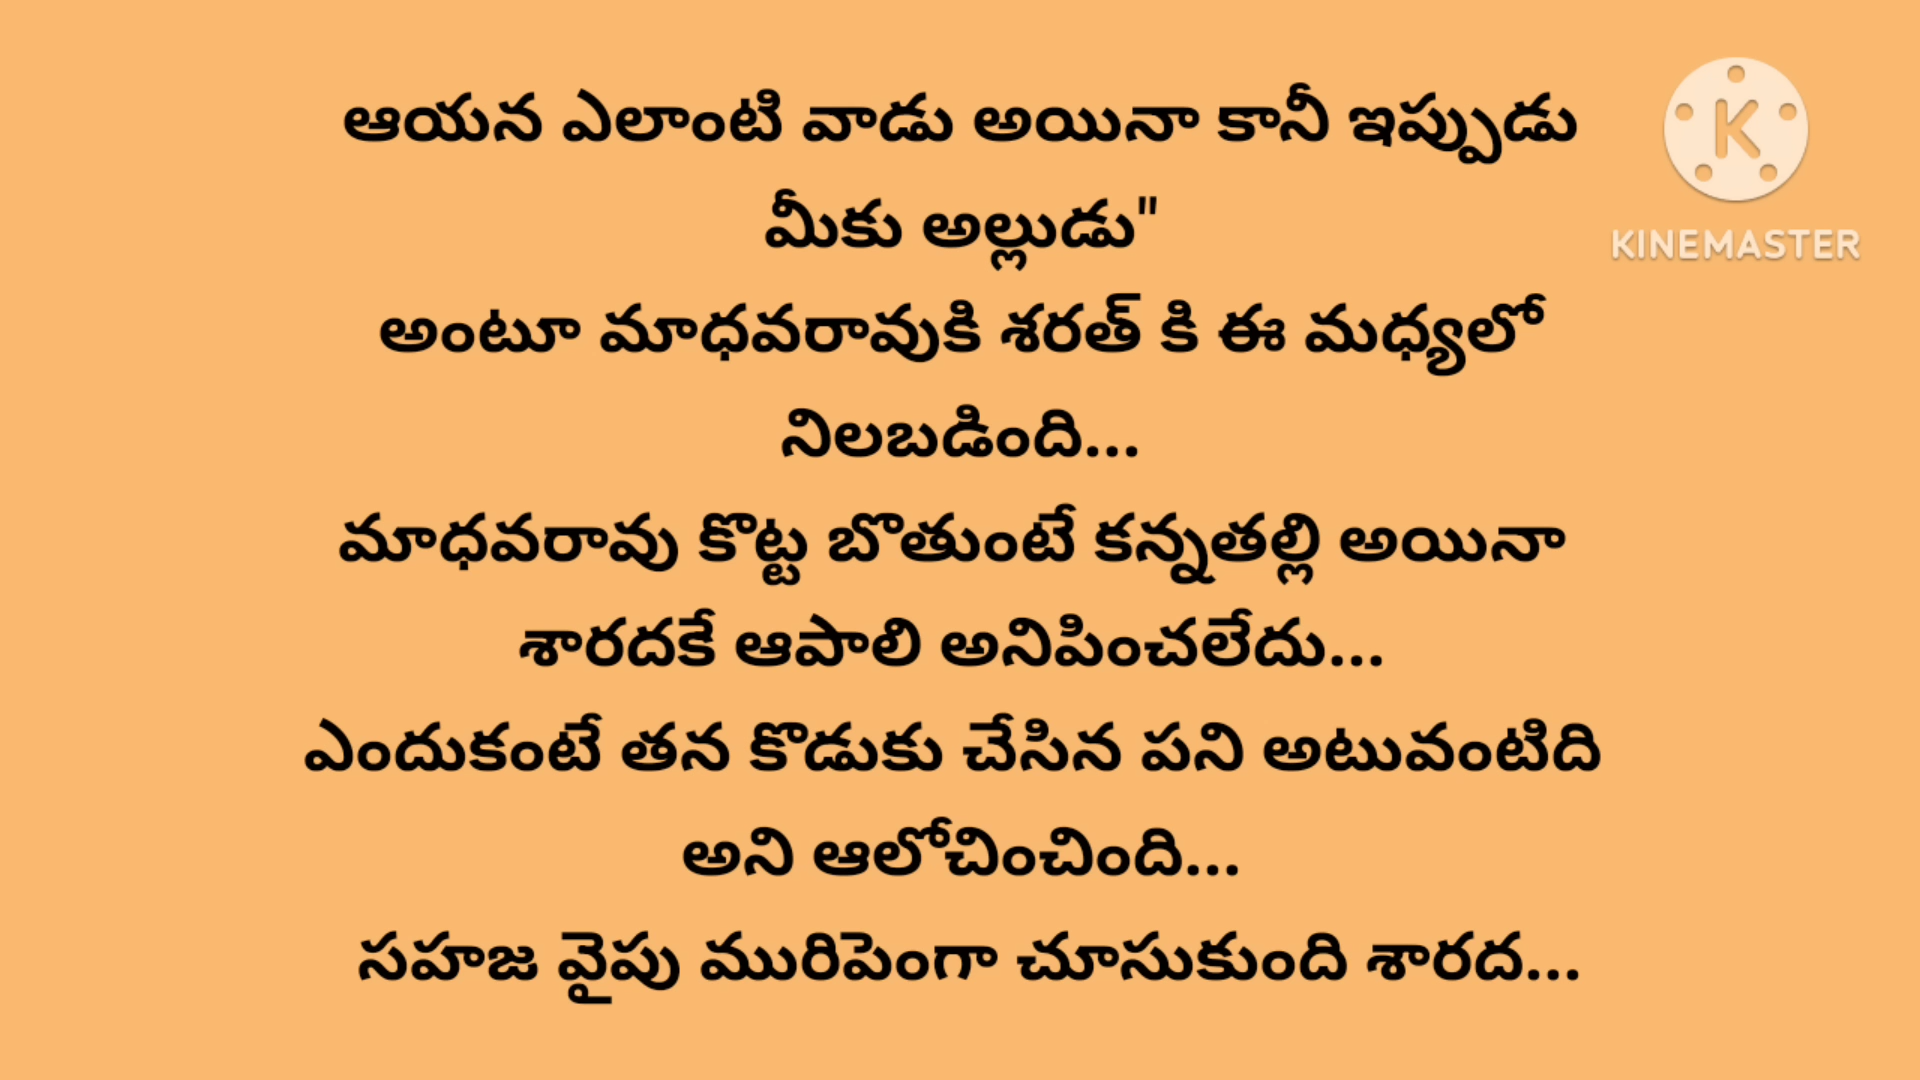 ఆయన ఎలాంటి వాడు అయినా కానీ ఇప్పుడు
మీకు అల్లుడు"
అంటూ మాధవరావుకి శరత్ కి ఈ మధ్యలో
నిలబడింది...
మాధవరావు కొట్ట బొతుంటే కన్నతల్లి అయినా
శారదకే ఆపాలి అనిపించలేదు...
ఎందుకంటే తన కొడుకు చేసిన పని అటువంటిది
అని ఆలోచించింది...
సహజ వైపు మురిపెంగా చూసుకుంది శారద...
K
KINEMASTER